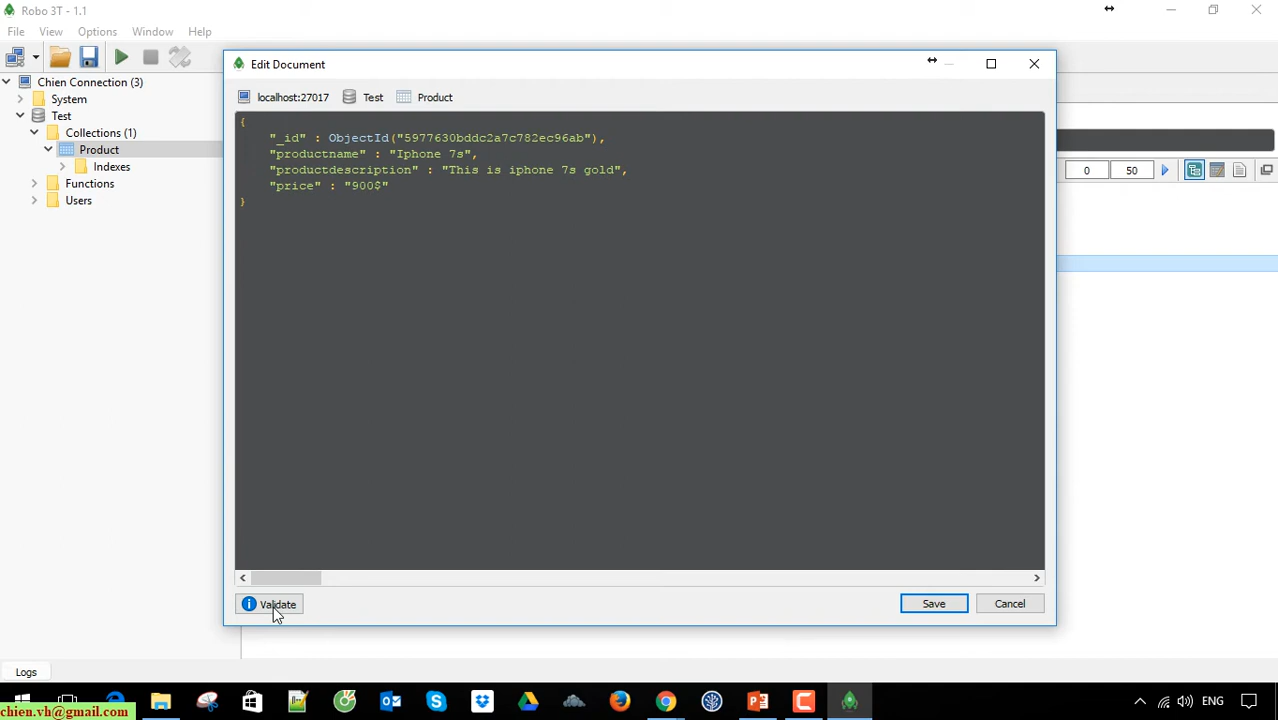 Robo 3T - 1.1
File View Options Window Help
Chien Connection (3)
System
Test
Collections (1)
Product
Indexes
Functions
Users
0 50
Edit Document
localhost:27017 Test Product
{
"_id" : ObjectId("5977630bddc2a7c782ec96ab"),
"productname" : "Iphone 7s",
"productdescription" : "This is iphone 7s gold",
"price" : "900$"
}
Validate
Save Cancel
Logs
ENG
chien.vh@gmail.com